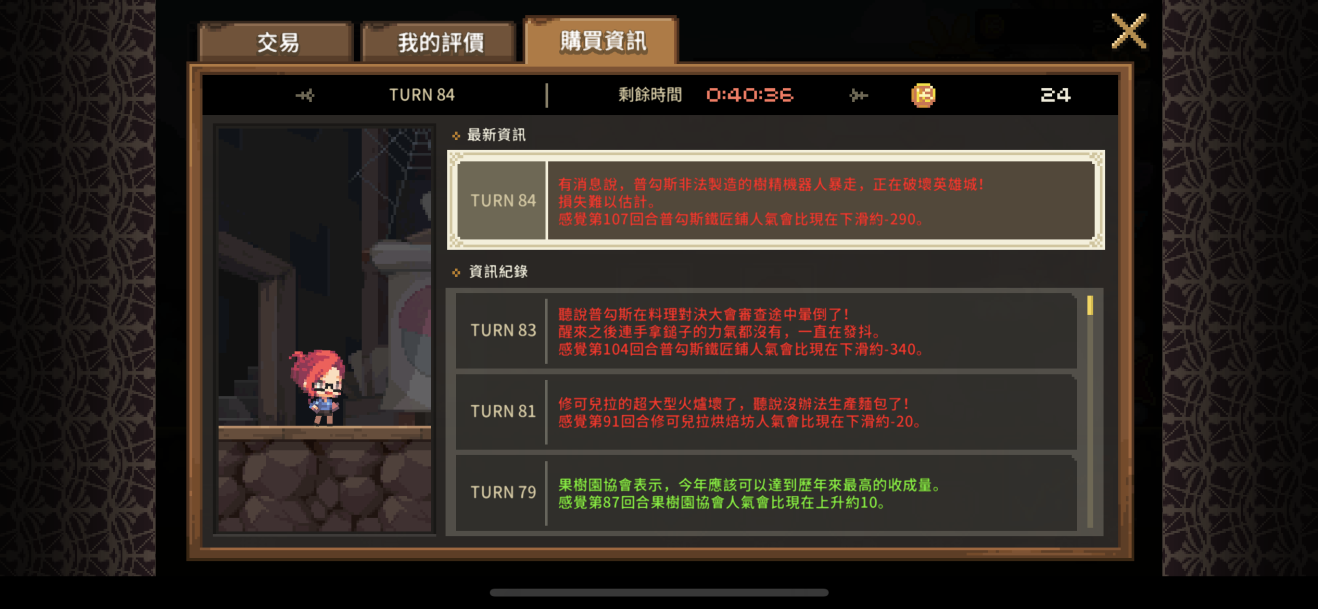 交易
我的評價
購買資訊
TURN 84
剩餘時間
0:40:36
24
最新資訊
TURN 84
有消息說，普勾斯非法製造的樹精機器人暴走，正在破壞英雄城!
損失難以估計。
感覺第107回合普勾斯鐵匠鋪人氣會比現在下滑約-290。
資訊紀錄
TURN 83
聽說普勾斯在料理對決大會審查途中暈倒了!
醒來之後連手拿鎚子的力氣都沒有，一直在發抖。
感覺第104回合普勾斯鐵匠鋪人氣會比現在下滑約-340。
TURN 81
修可兒拉的超大型火爐壞了，聽說沒辦法生產麵包了!
感覺第91回合修可兒拉烘焙坊人氣會比現在下滑約-20。
TURN 79
果樹園協會表示，今年應該可以達到歷年來最高的收成量。
感覺第87回合果樹園協會人氣會比現在上升約10。